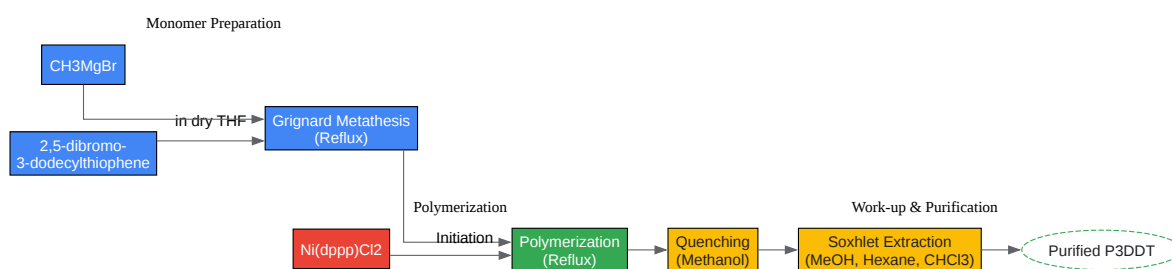 Monomer Preparation
CH3MgBr
in dry THF
2,5-dibromo-
3-dodecylthiophene
Grignard Metathesis
(Reflux)
Polymerization
Initiation
Ni(dppp)Cl2
Polymerization
(Reflux)
Quenching
(Methanol)
Work-up & Purification
Soxhlet Extraction
(MeOH, Hexane, CHCl3)
Purified P3DDT